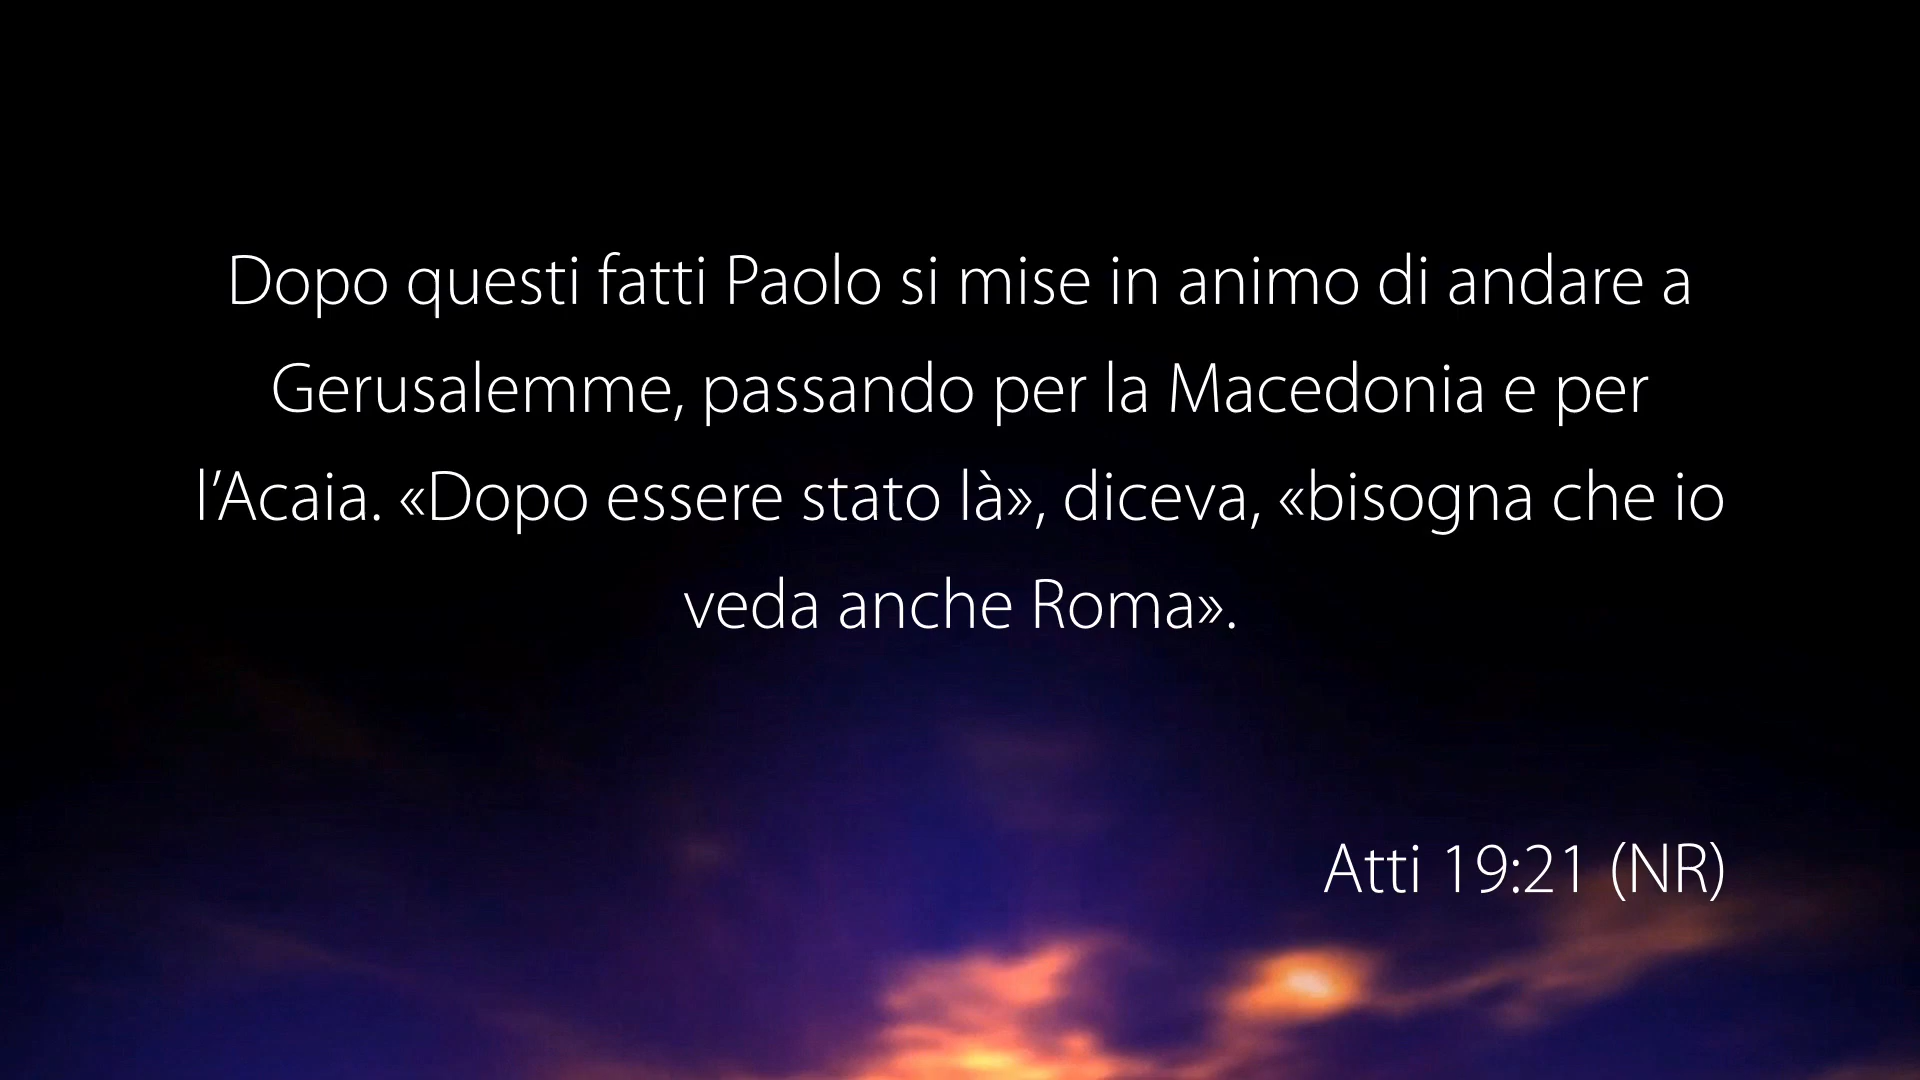 Dopo questi fatti Paolo si mise in animo di andare a
Gerusalemme, passando per la Macedonia e per
l’Acaia. «Dopo essere stato là», diceva, «bisogna che io
veda anche Roma».
Atti 19:21 (NR)